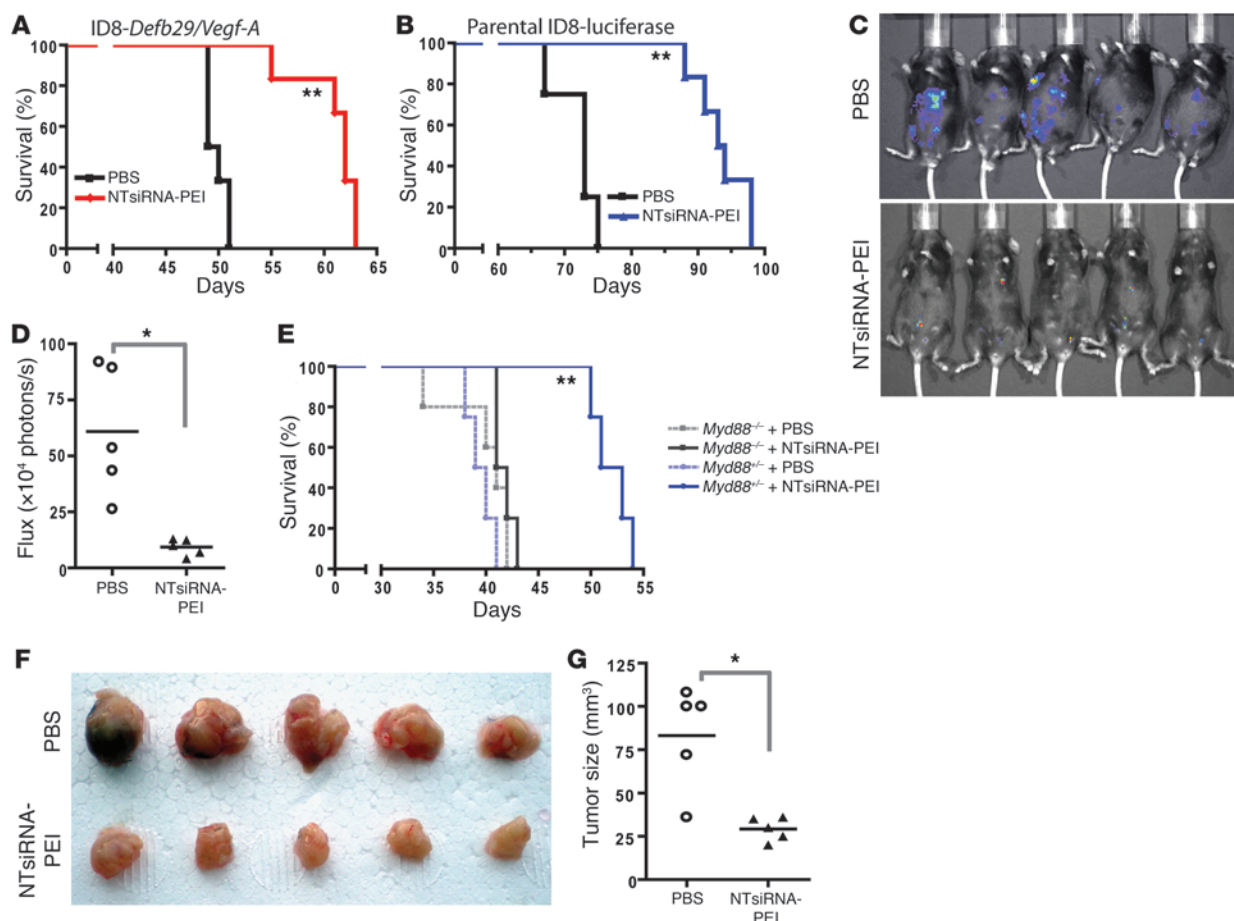 A
ID8-Defb29/Vegf-A
Survival (%)
100
80
60
40
20
0
**
PBS
NTsiRNA-PEI
0 40 45 50 55 60 65
Days
B
Parental ID8-luciferase
Survival (%)
100
80
60
40
20
0
**
PBS
NTsiRNA-PEI
0 60 70 80 90 100
Days
C
PBS
NTsiRNA-PEI
D
Flux (×10⁴ photons/s)
100
75
50
25
0
*
PBS
NTsiRNA-
PEI
E
Survival (%)
100
80
60
40
20
0
**
0 30 35 40 45 50 55
Days
Myd88⁻/⁻ + PBS
Myd88⁻/⁻ + NTsiRNA-PEI
Myd88⁺/⁻ + PBS
Myd88⁺/⁻ + NTsiRNA-PEI
F
PBS
NTsiRNA-
PEI
G
Tumor size (mm³)
125
100
75
50
25
0
*
PBS
NTsiRNA-
PEI